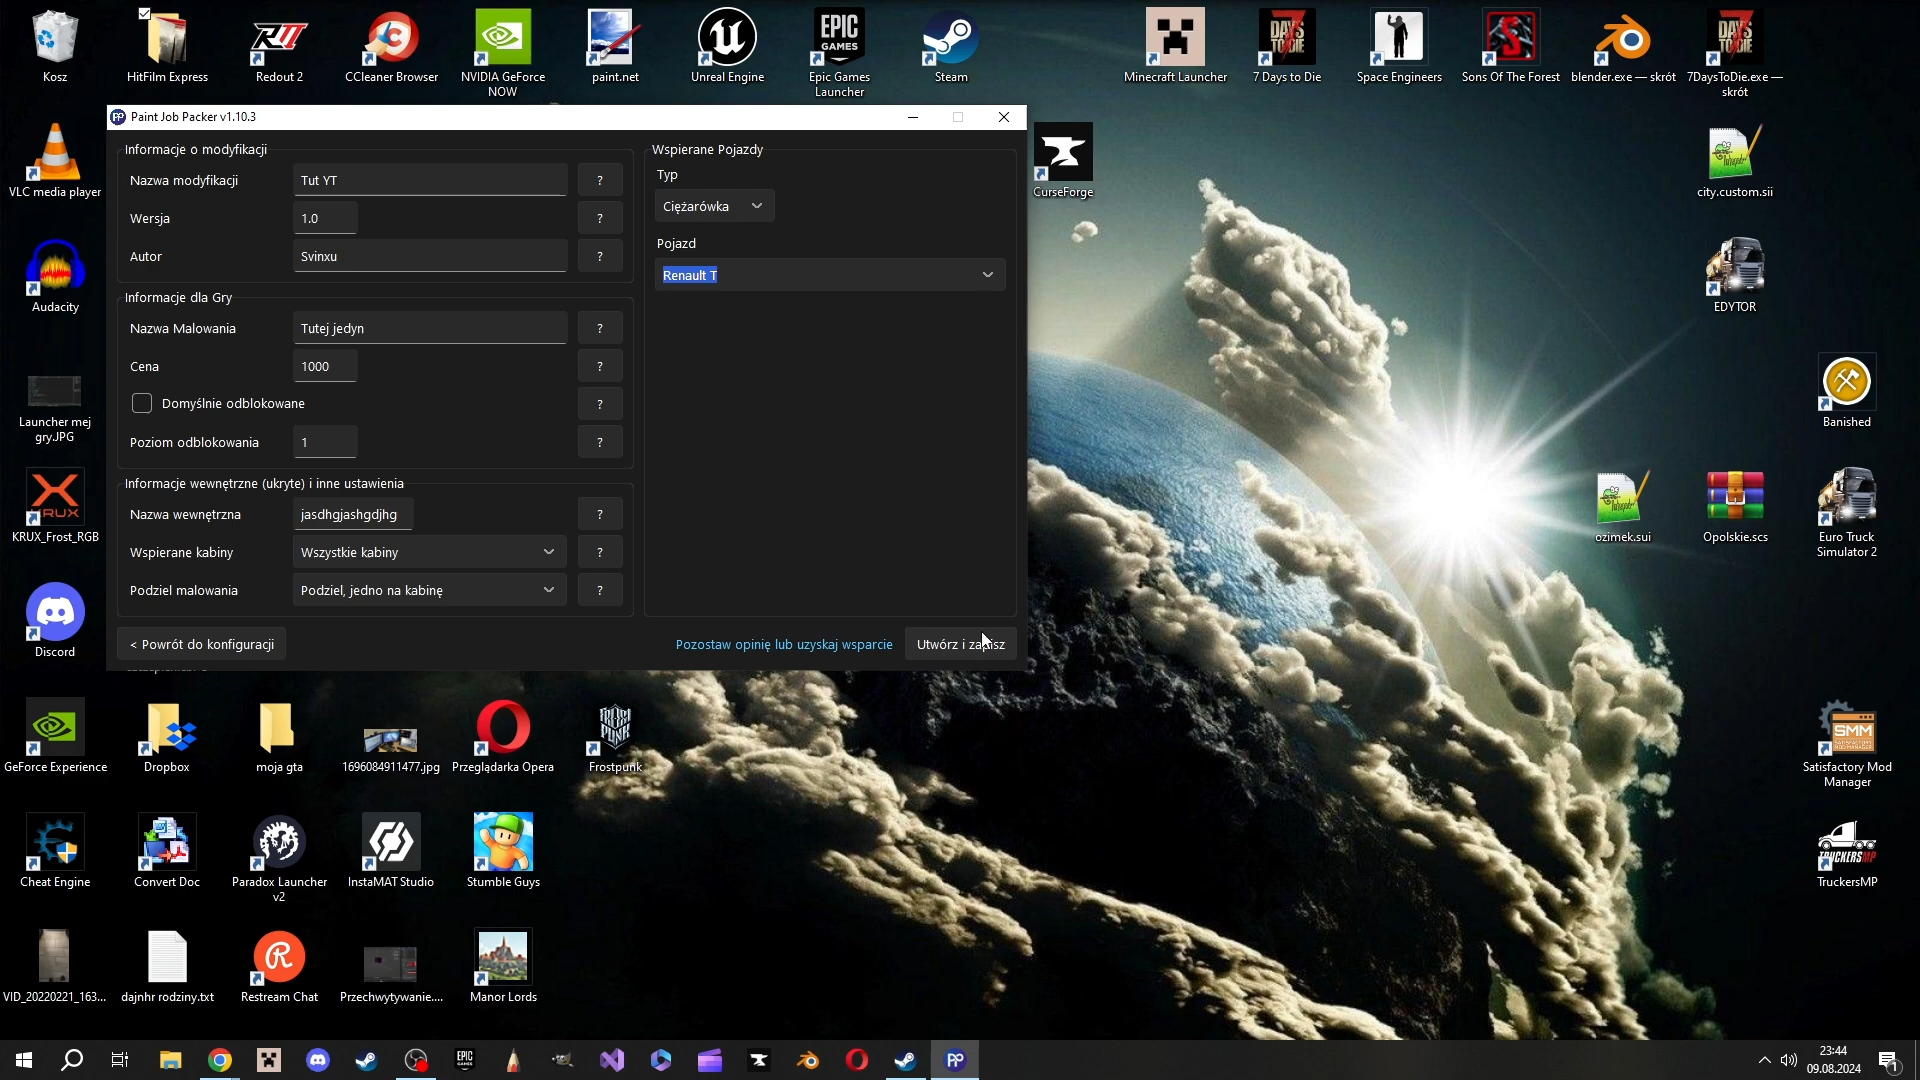 Kosz
HitFilm Express
Redout 2
CCleaner Browser
NVIDIA GeForce NOW
paint.net
Unreal Engine
Epic Games Launcher
Steam
Minecraft Launcher
7 Days to Die
Space Engineers
Sons Of The Forest
blender.exe — skrót
7DaysToDie.exe — skrót
EPIC
GAMES
Paint Job Packer v1.10.3
Informacje o modyfikacji
Nazwa modyfikacji
Tut YT
?
Wersja
1.0
?
Autor
Svinxu
?
Informacje dla Gry
Nazwa Malowania
Tutej jedyn
?
Cena
1000
?
Domyślnie odblokowane
?
Poziom odblokowania
1
?
Informacje wewnętrzne (ukryte) i inne ustawienia
Nazwa wewnętrzna
jasdhgjashgdjhg
?
Wspierane kabiny
Wszystkie kabiny
?
Podziel malowania
Podziel, jedno na kabinę
?
Wspierane Pojazdy
Typ
Ciężarówka
Pojazd
Renault T
< Powrót do konfiguracji
Pozostaw opinię lub uzyskaj wsparcie
Utwórz i zapisz
VLC media player
CurseForge
city.custom.sii
Audacity
EDYTOR
Launcher mej gry.JPG
Banished
KRUX_Frost_RGB
ozimek.sui
Opolskie.scs
Euro Truck Simulator 2
Discord
GeForce Experience
Dropbox
moja gta
1696084911477.jpg
Przeglądarka Opera
Frostpunk
SMM
Satisfactory Mod Manager
Cheat Engine
Convert Doc
Paradox Launcher v2
InstaMAT Studio
Stumble Guys
TruckersMP
VID_20220221_163...
dajnhr rodziny.txt
Restream Chat
Przechwytywanie....
Manor Lords
23:44
09.08.2024
1